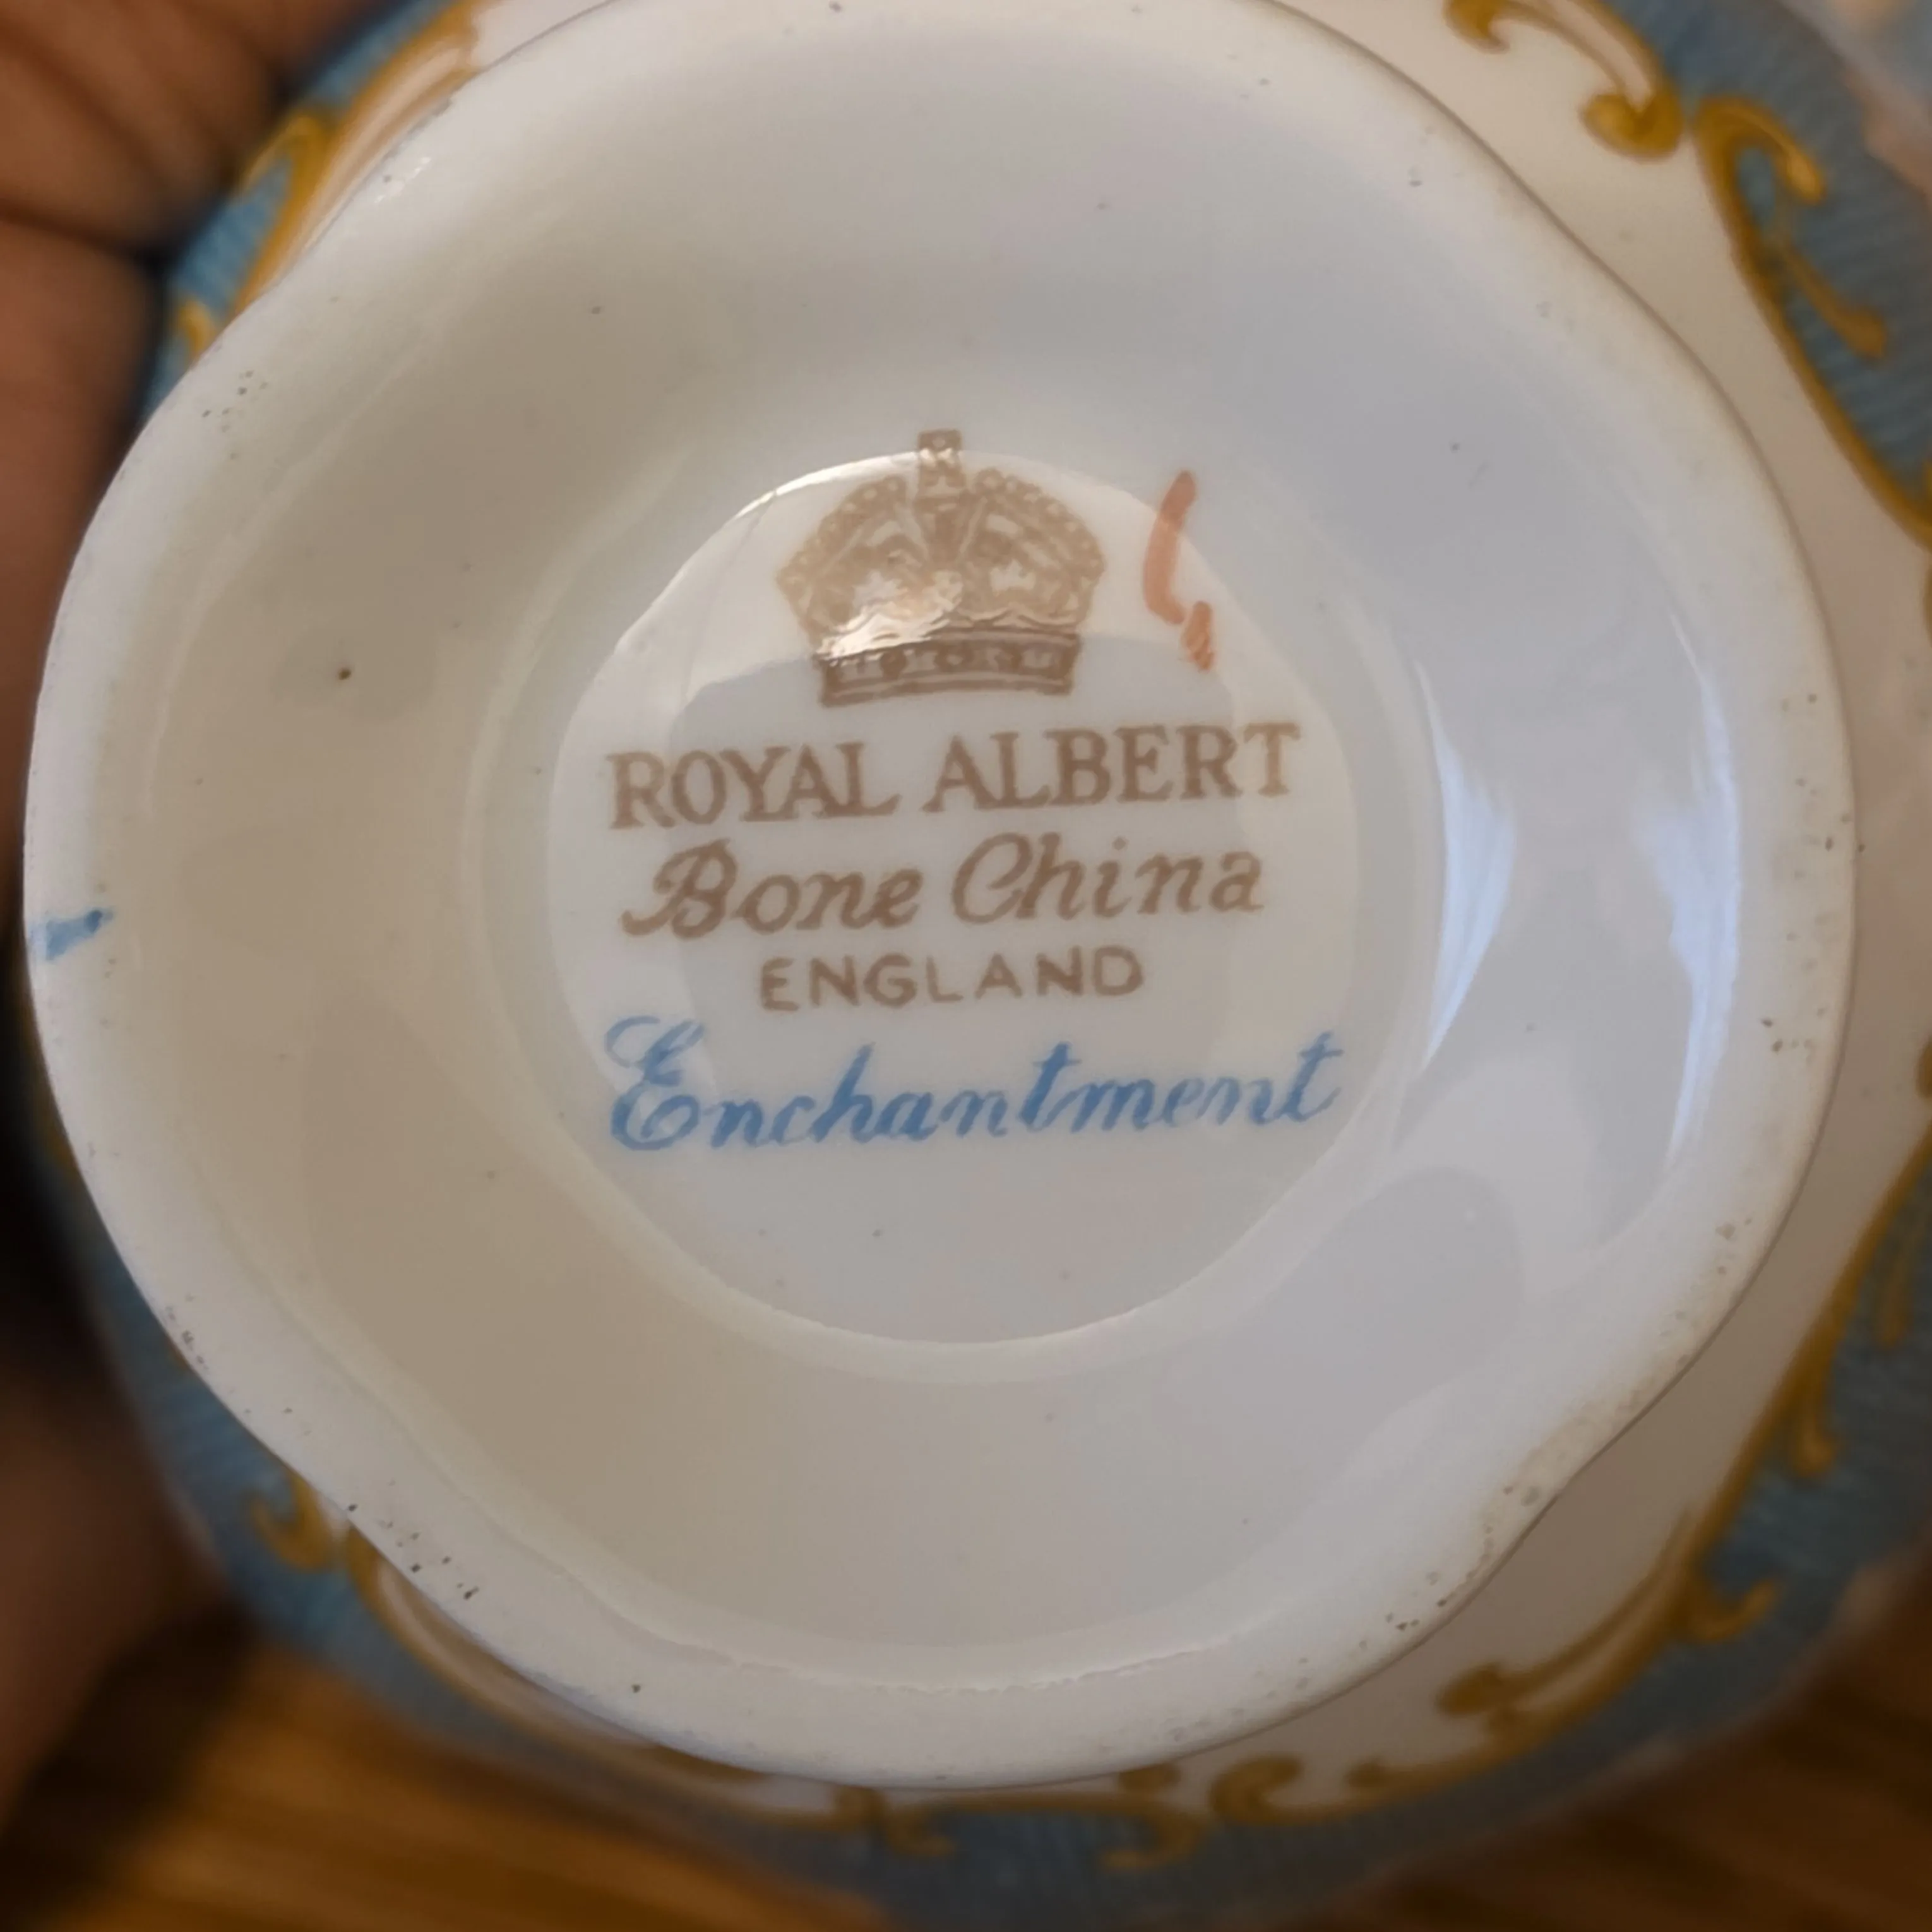 ROYAL ALBERT
Bone China
ENGLAND
Enchantment